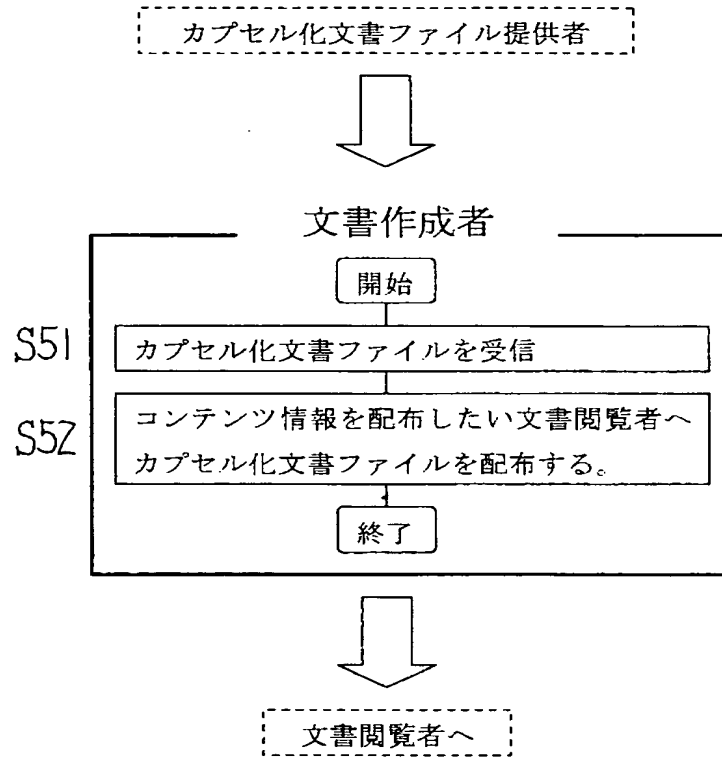 カプセル化文書ファイル提供者
文書作成者
開始
S51
カプセル化文書ファイルを受信
S52
コンテンツ情報を配布したい文書閲覧者へ
カプセル化文書ファイルを配布する。
終了
文書閲覧者へ